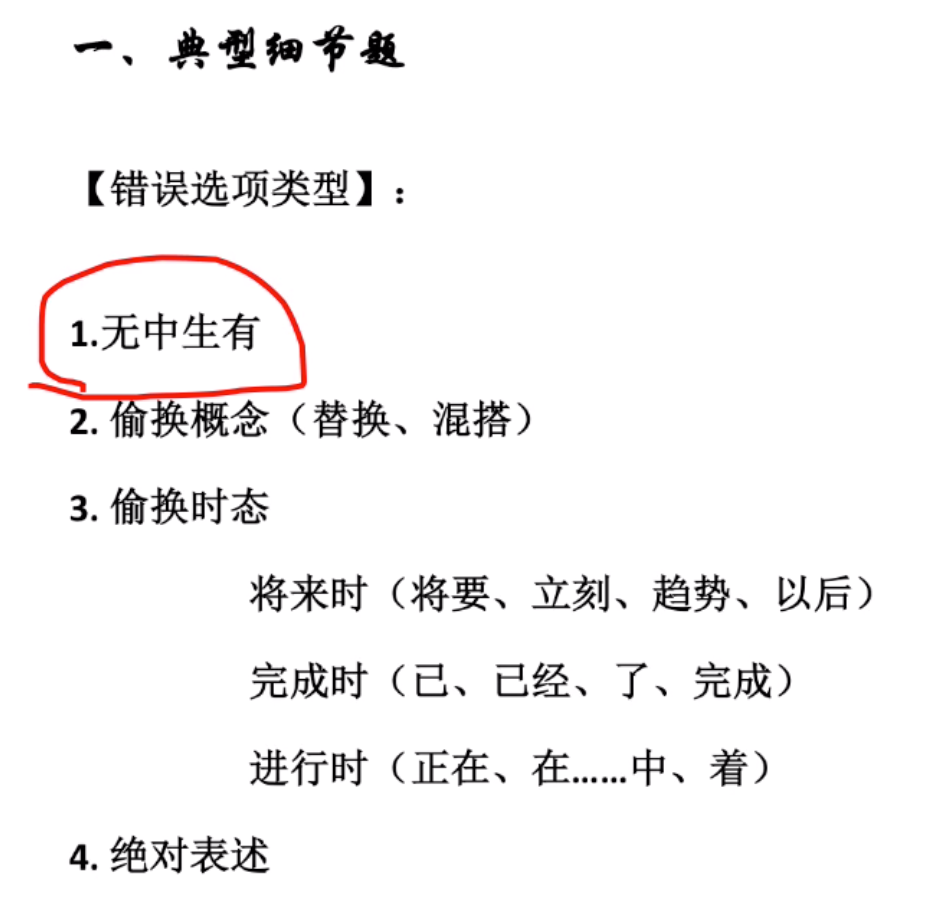 一、典型细节题
【错误选项类型】：
1.无中生有
2. 偷换概念（替换、混搭）
3. 偷换时态
将来时（将要、立刻、趋势、以后）
完成时（已、已经、了、完成）
进行时（正在、在……中、着）
4. 绝对表述